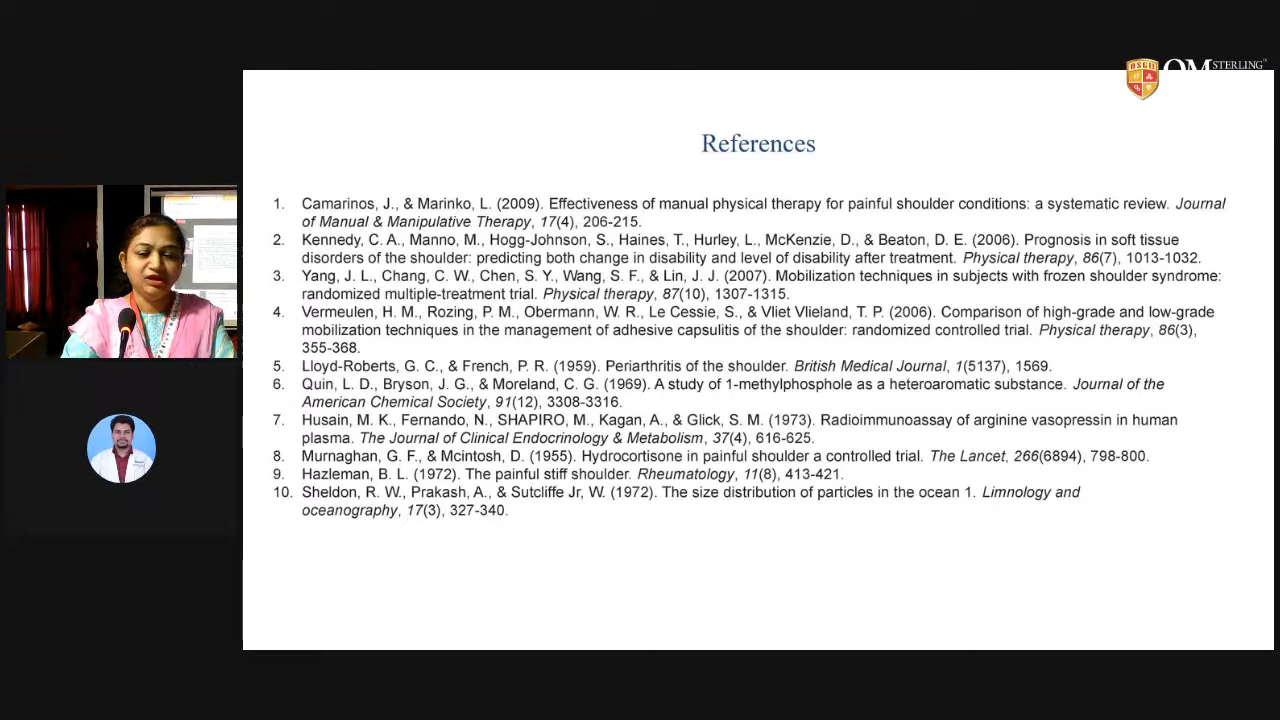 OSGU OM STERLING
References
1. Camarinos, J., & Marinko, L. (2009). Effectiveness of manual physical therapy for painful shoulder conditions: a systematic review. Journal
of Manual & Manipulative Therapy, 17(4), 206-215.
2. Kennedy, C. A., Manno, M., Hogg-Johnson, S., Haines, T., Hurley, L., McKenzie, D., & Beaton, D. E. (2006). Prognosis in soft tissue
disorders of the shoulder: predicting both change in disability and level of disability after treatment. Physical therapy, 86(7), 1013-1032.
3. Yang, J. L., Chang, C. W., Chen, S. Y., Wang, S. F., & Lin, J. J. (2007). Mobilization techniques in subjects with frozen shoulder syndrome:
randomized multiple-treatment trial. Physical therapy, 87(10), 1307-1315.
4. Vermeulen, H. M., Rozing, P. M., Obermann, W. R., Le Cessie, S., & Vliet Vlieland, T. P. (2006). Comparison of high-grade and low-grade
mobilization techniques in the management of adhesive capsulitis of the shoulder: randomized controlled trial. Physical therapy, 86(3),
355-368.
5. Lloyd-Roberts, G. C., & French, P. R. (1959). Periarthritis of the shoulder. British Medical Journal, 1(5137), 1569.
6. Quin, L. D., Bryson, J. G., & Moreland, C. G. (1969). A study of 1-methylphosphole as a heteroaromatic substance. Journal of the
American Chemical Society, 91(12), 3308-3316.
7. Husain, M. K., Fernando, N., SHAPIRO, M., Kagan, A., & Glick, S. M. (1973). Radioimmunoassay of arginine vasopressin in human
plasma. The Journal of Clinical Endocrinology & Metabolism, 37(4), 616-625.
8. Murnaghan, G. F., & Mcintosh, D. (1955). Hydrocortisone in painful shoulder a controlled trial. The Lancet, 266(6894), 798-800.
9. Hazleman, B. L. (1972). The painful stiff shoulder. Rheumatology, 11(8), 413-421.
10. Sheldon, R. W., Prakash, A., & Sutcliffe Jr, W. (1972). The size distribution of particles in the ocean 1. Limnology and
oceanography, 17(3), 327-340.